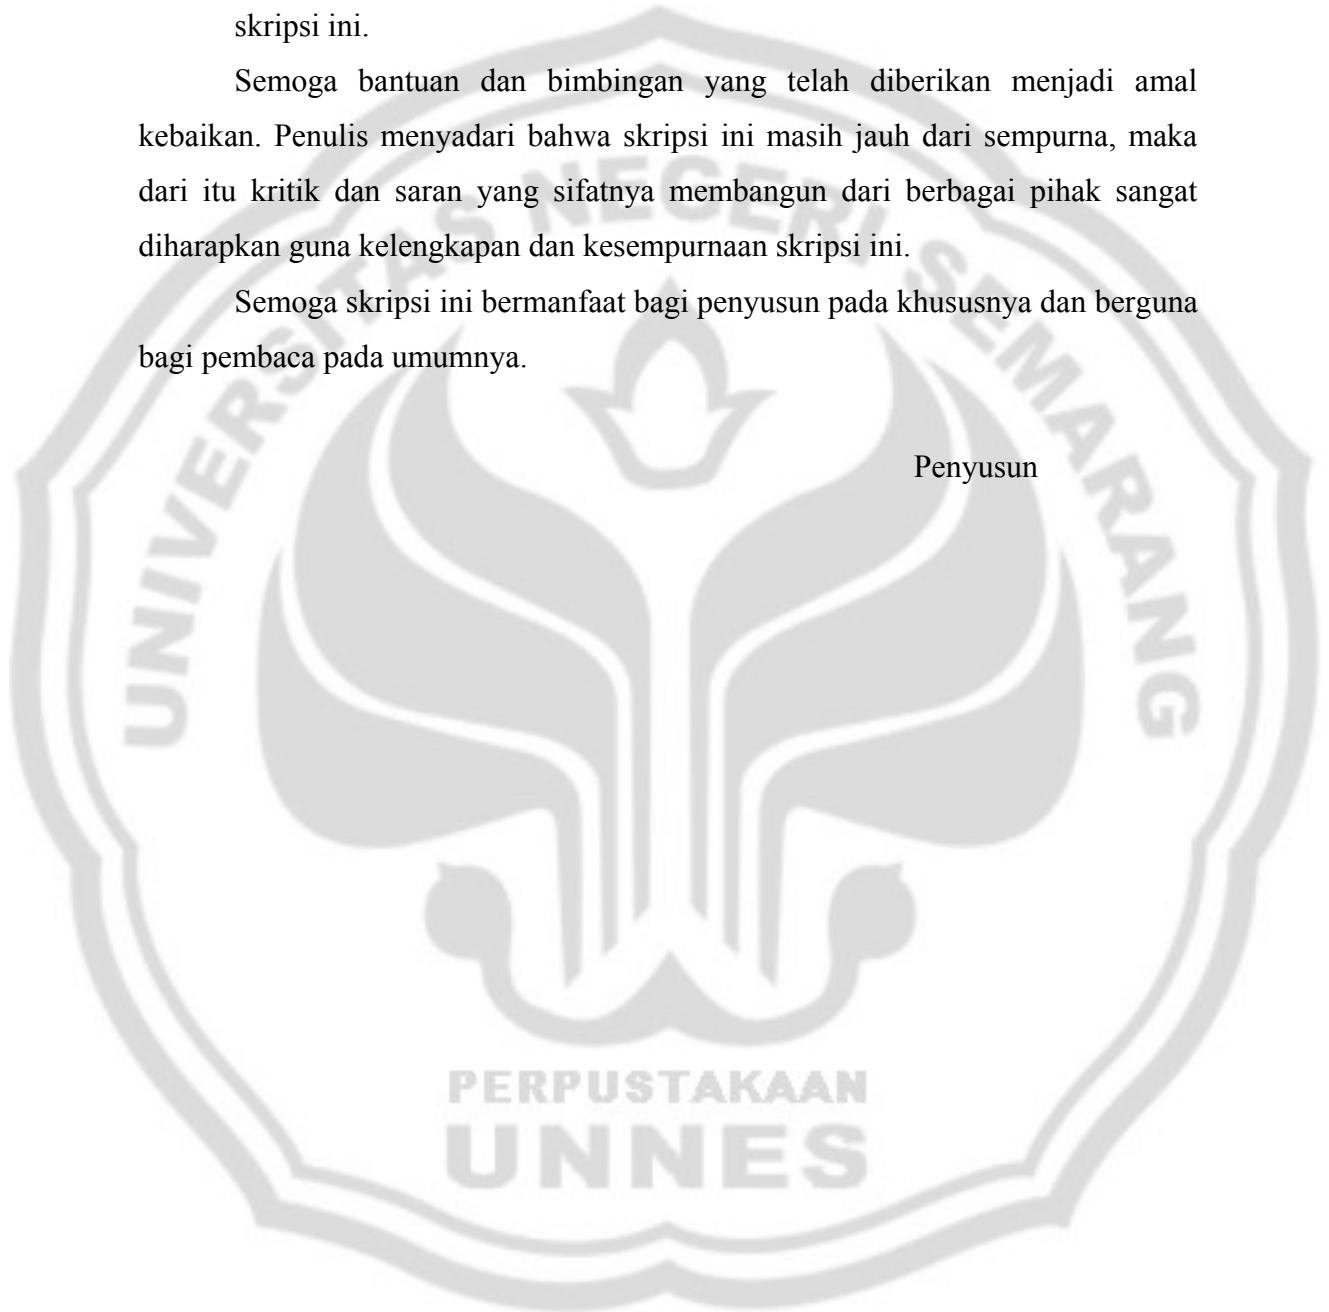 skripsi ini.
Semoga bantuan dan bimbingan yang telah diberikan menjadi amal
kebaikan. Penulis menyadari bahwa skripsi ini masih jauh dari sempurna, maka
dari itu kritik dan saran yang sifatnya membangun dari berbagai pihak sangat
diharapkan guna kelengkapan dan kesempurnaan skripsi ini.
Semoga skripsi ini bermanfaat bagi penyusun pada khususnya dan berguna
bagi pembaca pada umumnya.
Penyusun
UNIVERSITAS NEGERI SEMARANG
PERPUSTAKAAN
UNNES